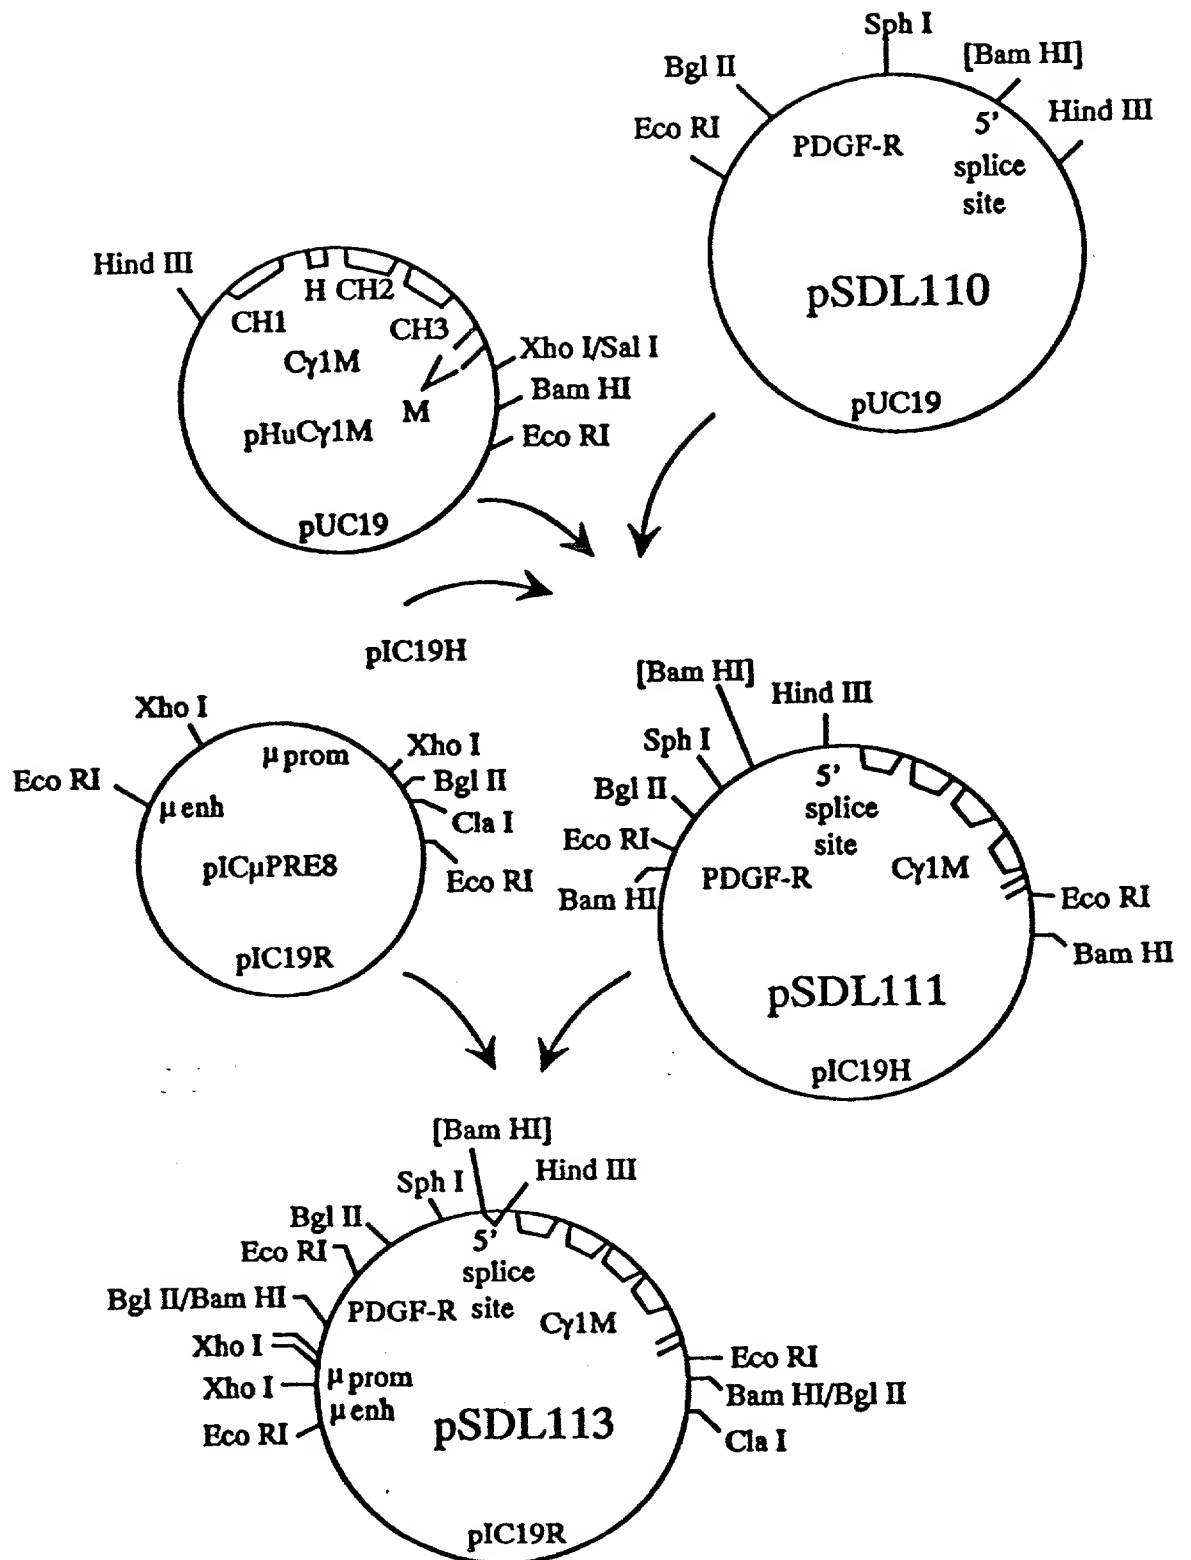 Sph I
[Bam HI]
Bgl II
Hind III
Eco RI
5'
PDGF-R
splice
site
pSDL110
pUC19
Hind III
H CH2
CH1
CH3
Cγ1M
Xho I/Sal I
M
Bam HI
pHuCγ1M
Eco RI
pUC19
pIC19H
[Bam HI]
Hind III
Xho I
μ prom
Xho I
Sph I
Eco RI
Bgl II
μ enh
Cla I
Bgl II
5'
splice
site
Eco RI
pICμPRE8
Eco RI
PDGF-R
Cγ1M
Bam HI
Eco RI
Bam HI
pIC19R
pSDL111
pIC19H
[Bam HI]
Hind III
Sph I
Bgl II
5'
Eco RI
splice
Bgl II/Bam HI
PDGF-R site
Cγ1M
Xho I
Eco RI
Xho I
μ prom
Bam HI/Bgl II
μ enh
pSDL113
Eco RI
Cla I
pIC19R